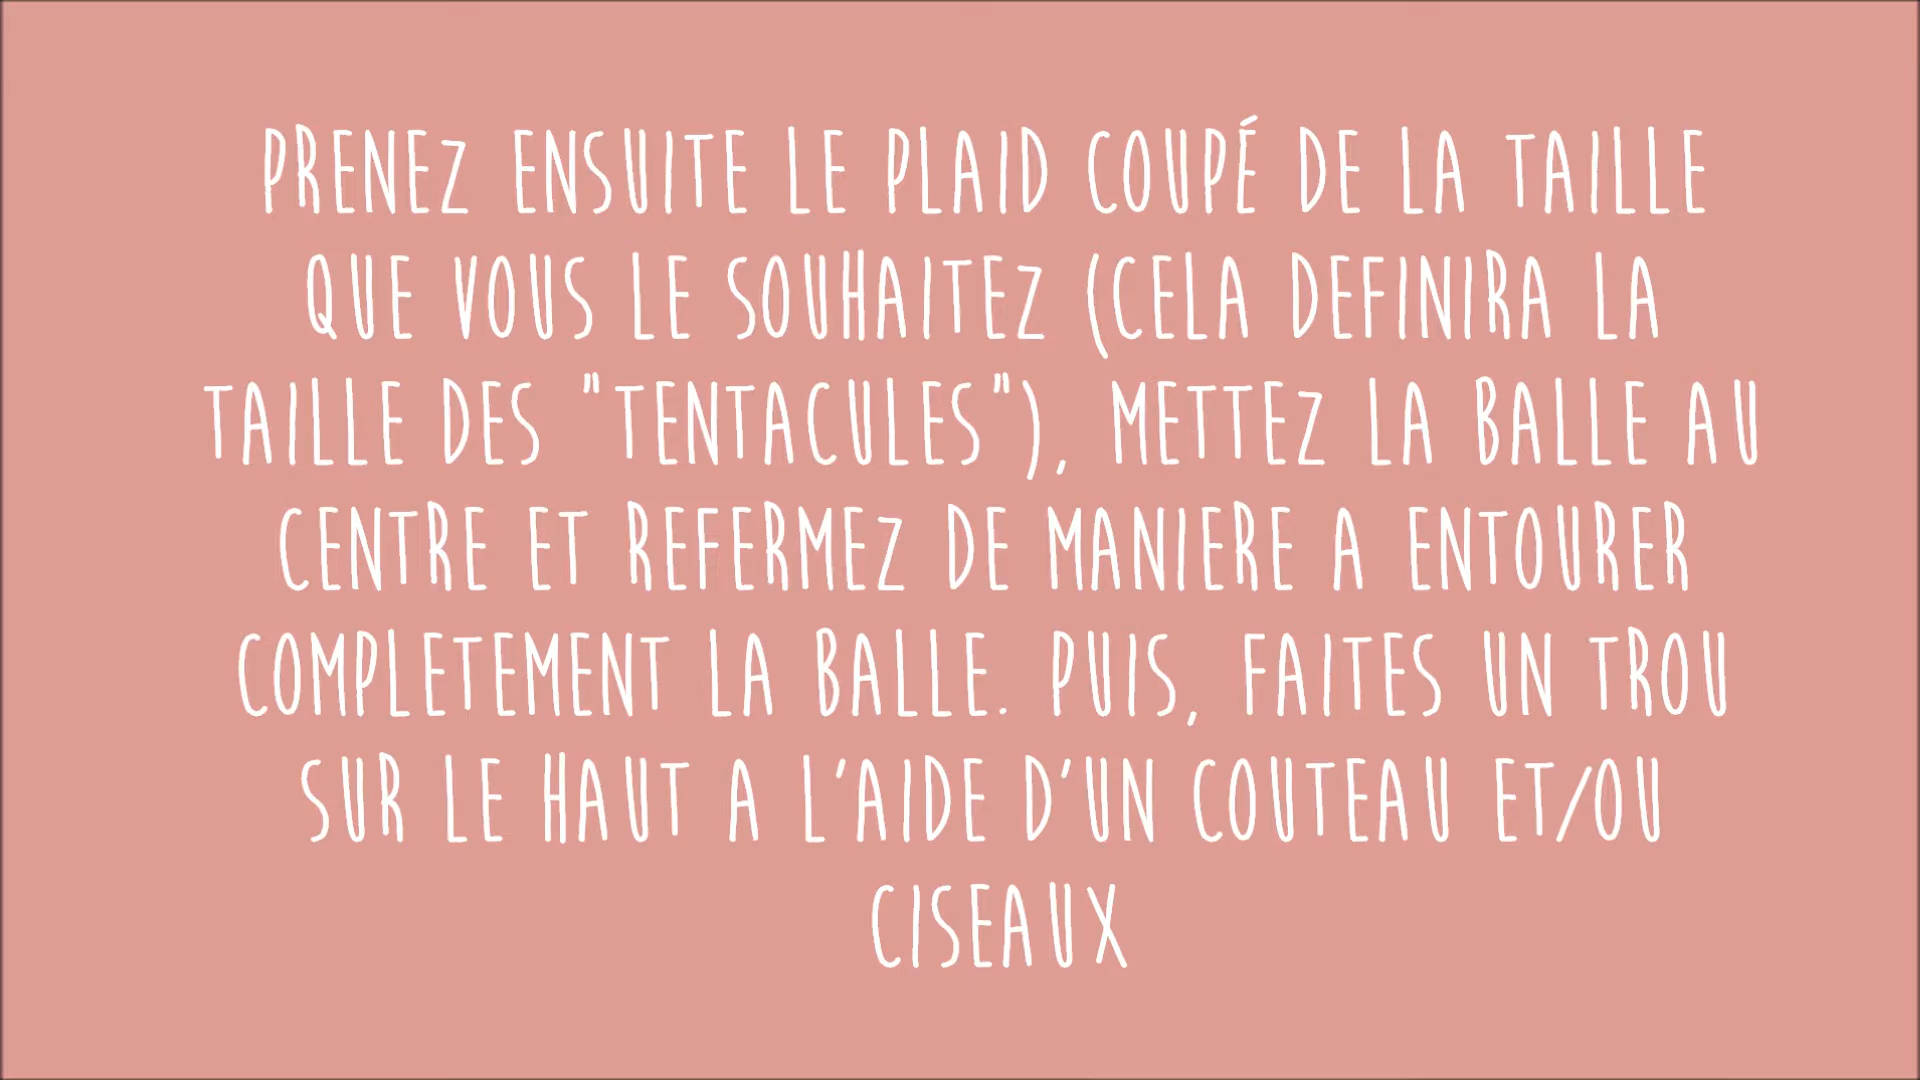 PRENEZ ENSUITE LE PLAID COUPÉ DE LA TAILLE
QUE VOUS LE SOUHAITEZ (CELA DEFINIRA LA
TAILLE DES "TENTACULES"), METTEZ LA BALLE AU
CENTRE ET REFERMEZ DE MANIERE A ENTOURER
COMPLETEMENT LA BALLE. PUIS, FAITES UN TROU
SUR LE HAUT A L'AIDE D'UN COUTEAU ET/OU
CISEAUX